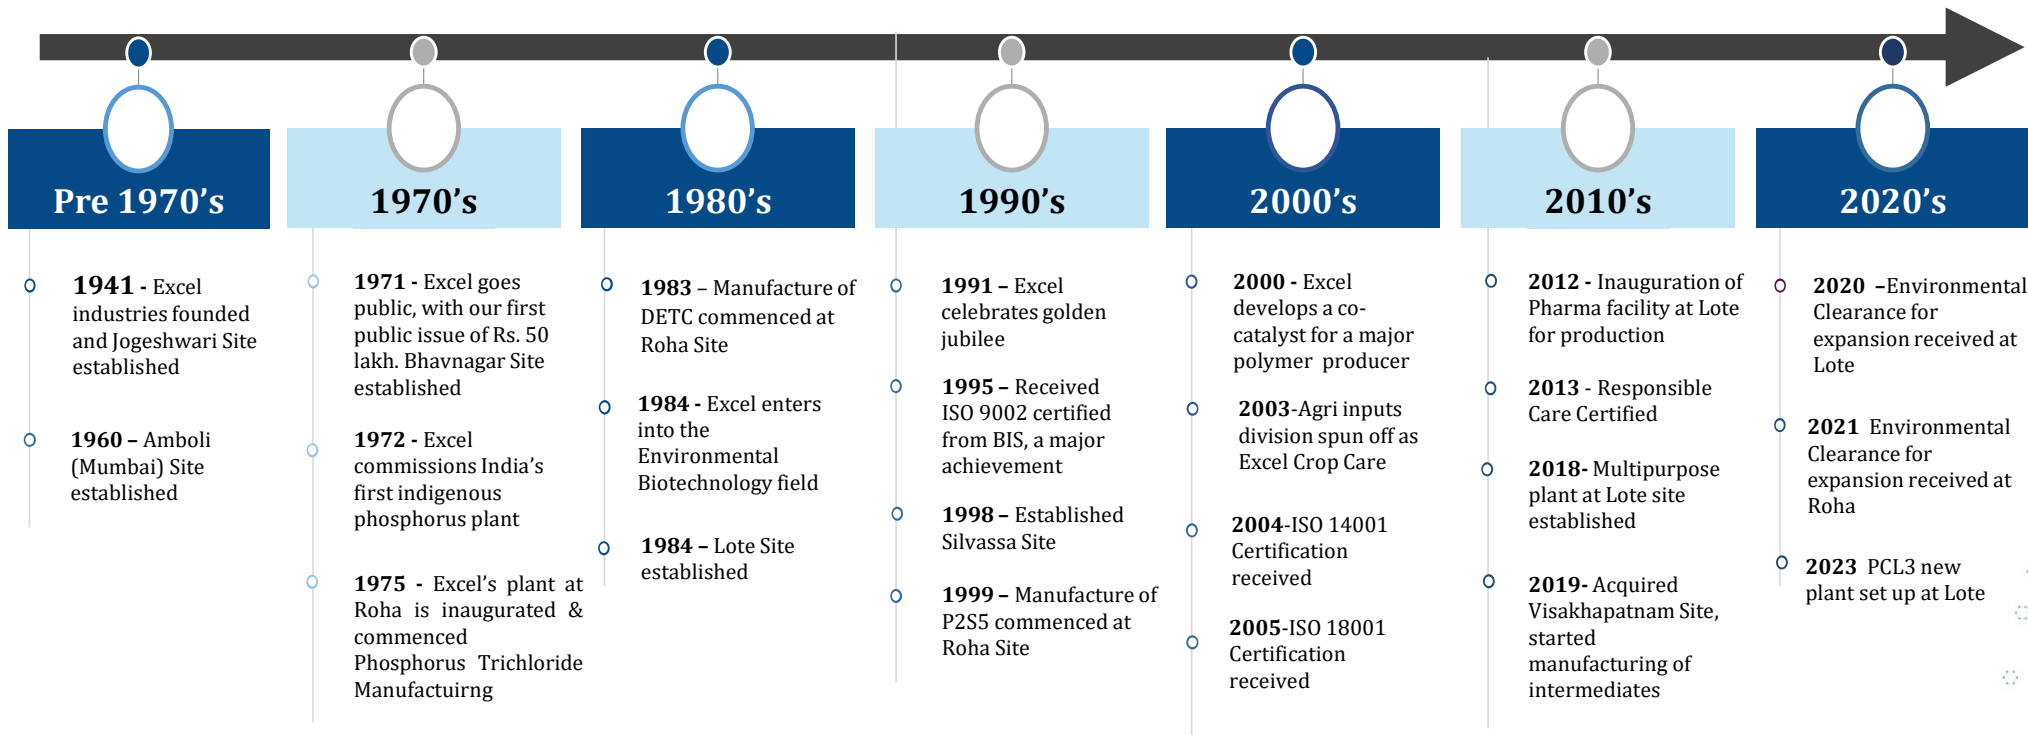 Pre 1970’s
1941 - Excel
industries founded
and Jogeshwari Site
established
1960 – Amboli
(Mumbai) Site
established
1970’s
1971 - Excel goes
public, with our first
public issue of Rs. 50
lakh. Bhavnagar Site
established
1972 - Excel
commissions India’s
first indigenous
phosphorus plant
1975 - Excel’s plant at
Roha is inaugurated &
commenced
Phosphorus Trichloride
Manufactuirng
1980’s
1983 – Manufacture of
DETC commenced at
Roha Site
1984 - Excel enters
into the
Environmental
Biotechnology field
1984 – Lote Site
established
1990’s
1991 – Excel
celebrates golden
jubilee
1995 – Received
ISO 9002 certified
from BIS, a major
achievement
1998 – Established
Silvassa Site
1999 – Manufacture of
P2S5 commenced at
Roha Site
2000’s
2000 - Excel
develops a co-
catalyst for a major
polymer producer
2003-Agri inputs
division spun off as
Excel Crop Care
2004-ISO 14001
Certification
received
2005-ISO 18001
Certification
received
2010’s
2012 - Inauguration of
Pharma facility at Lote
for production
2013 - Responsible
Care Certified
2018- Multipurpose
plant at Lote site
established
2019- Acquired
Visakhapatnam Site,
started
manufacturing of
intermediates
2020’s
2020 –Environmental
Clearance for
expansion received at
Lote
2021 Environmental
Clearance for
expansion received at
Roha
2023 PCL3 new
plant set up at Lote